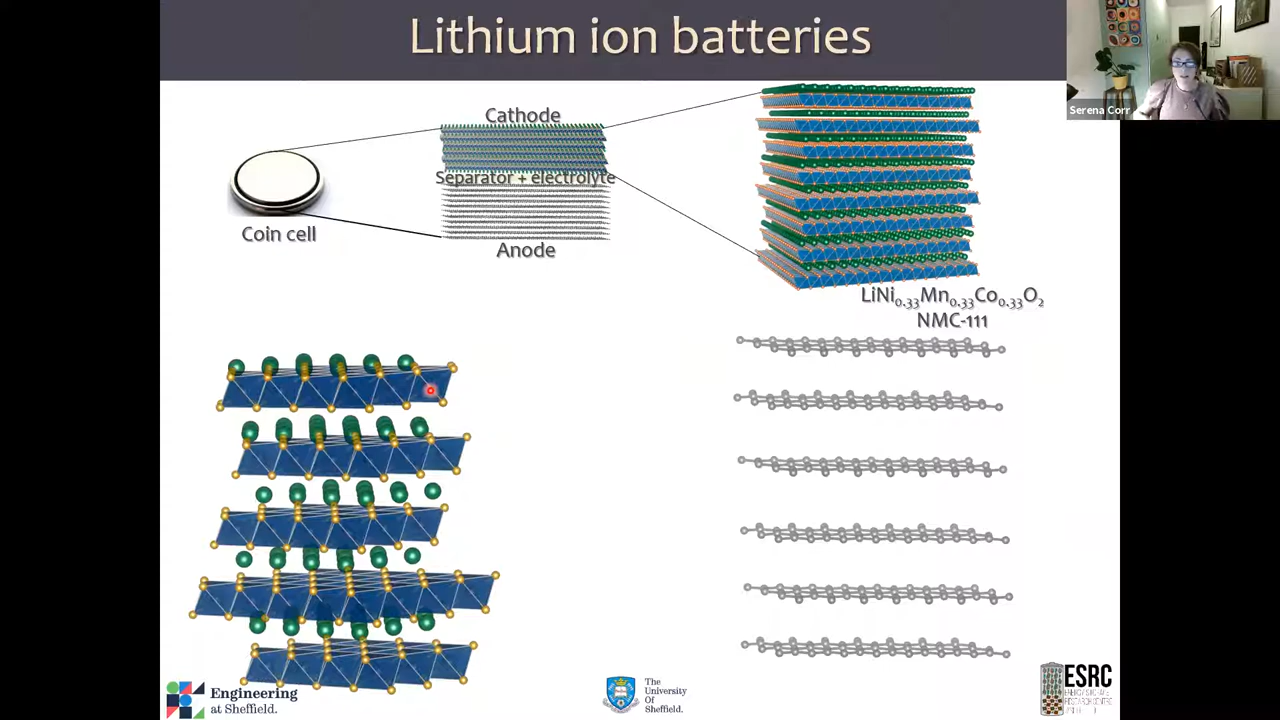 Lithium ion batteries
Serena Corr
Cathode
Separator + electrolyte
Anode
Coin cell
LiNi₀.₃₃Mn₀.₃₃Co₀.₃₃O₂
NMC-111
Engineering
at Sheffield.
The
University
Of
Sheffield.
ESRC